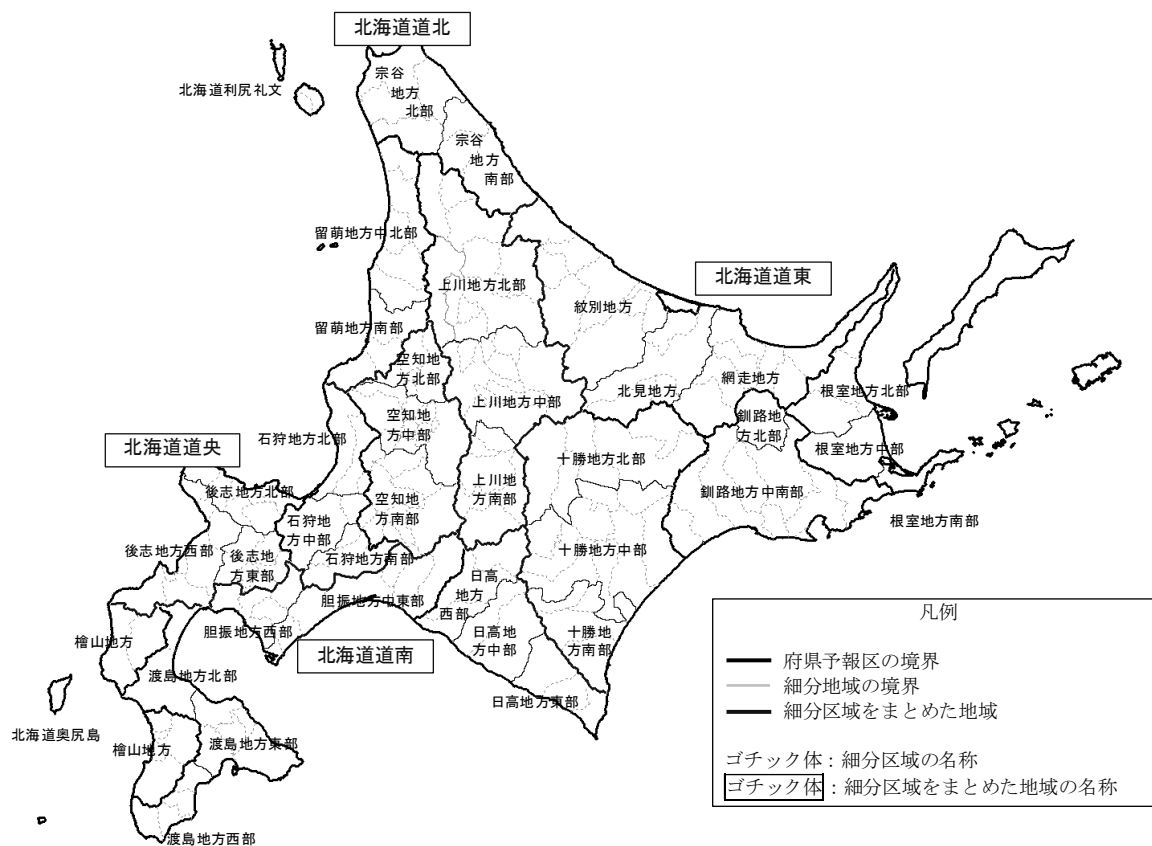 北海道道北
宗谷
地方
北部
北海道利尻礼文
宗谷
地方
南部
留萌地方中北部
北海道道東
上川地方北部
紋別地方
留萌地方南部
空知地
方北部
上川地方中部
北見地方
網走地方
根室地方北部
釧路地
方北部
空知地
方中部
石狩地方北部
北海道道央
根室地方中部
十勝地方北部
後志地方北部
上川地
方南部
釧路地方中南部
空知地
方南部
石狩地
方中部
根室地方南部
後志地方西部
後志地
方東部
石狩地方南部
十勝地方中部
日高
地方
西部
胆振地方中東部
胆振地方西部
檜山地方
日高地
方中部
十勝地
方南部
北海道道南
渡島地方北部
日高地方東部
北海道奥尻島
檜山地方
渡島地方東部
渡島地方西部
凡例
府県予報区の境界
細分地域の境界
細分区域をまとめた地域
ゴチック体：細分区域の名称
ゴチック体：細分区域をまとめた地域の名称